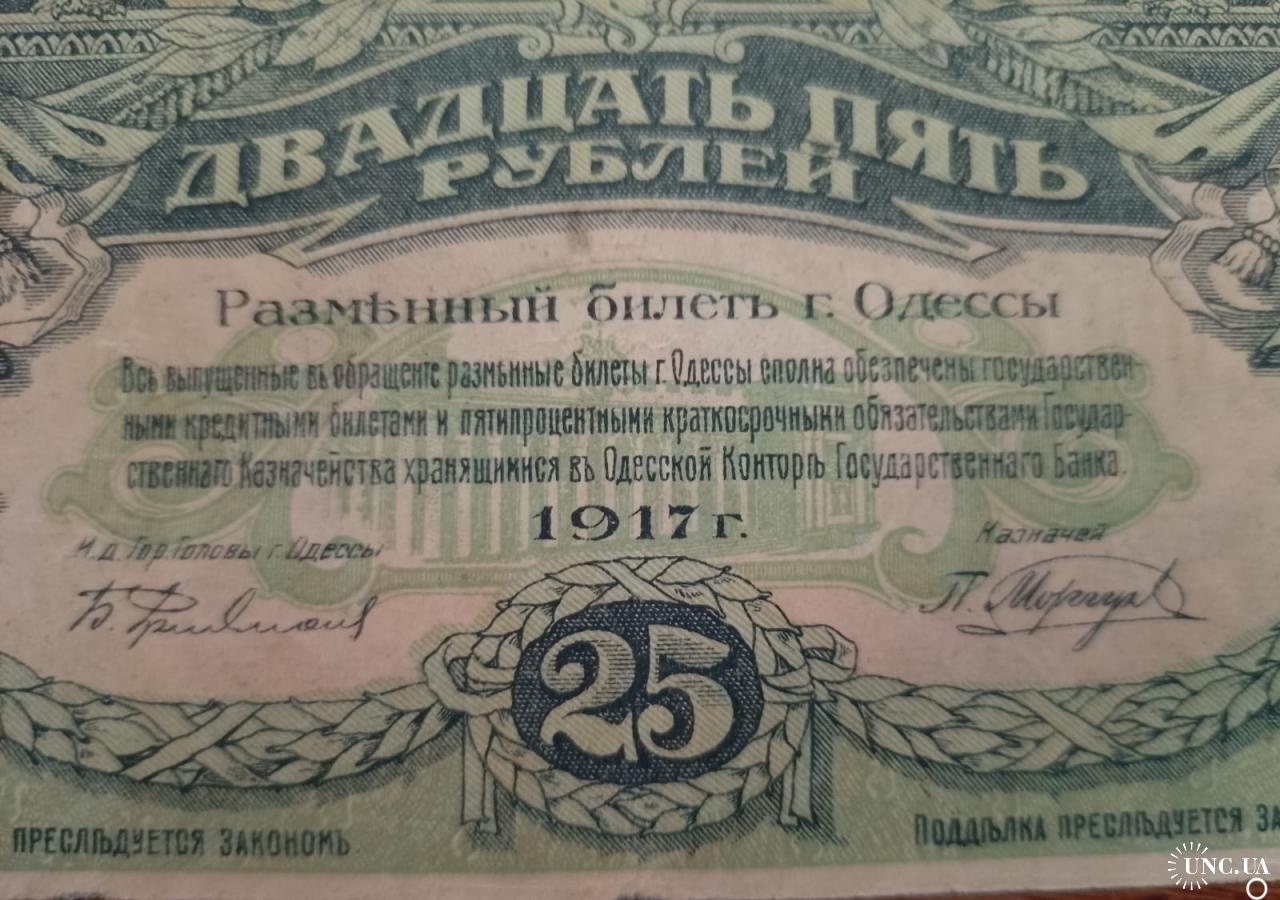 ДВАДЦАТЬ ПЯТЬ
РУБЛЕЙ
Размѣнный билетъ г. Одессы
Всѣ выпущенные въ обращенiе размѣнные билеты г. Одессы сполна обезпечены государствен-
ными кредитными билетами и пятипроцентными краткосрочными обязательствами Государ-
ственнаго Казначейства хранящимися въ Одесской Конторѣ Государственнаго Банка.
1917 г.
И.д. Гор. Головы г. Одессы
Казначей
25
ПРЕСЛѢДУЕТСЯ ЗАКОНОМЪ
ПОДДѢЛКА ПРЕСЛѢДУЕТСЯ ЗА
UNC.UA